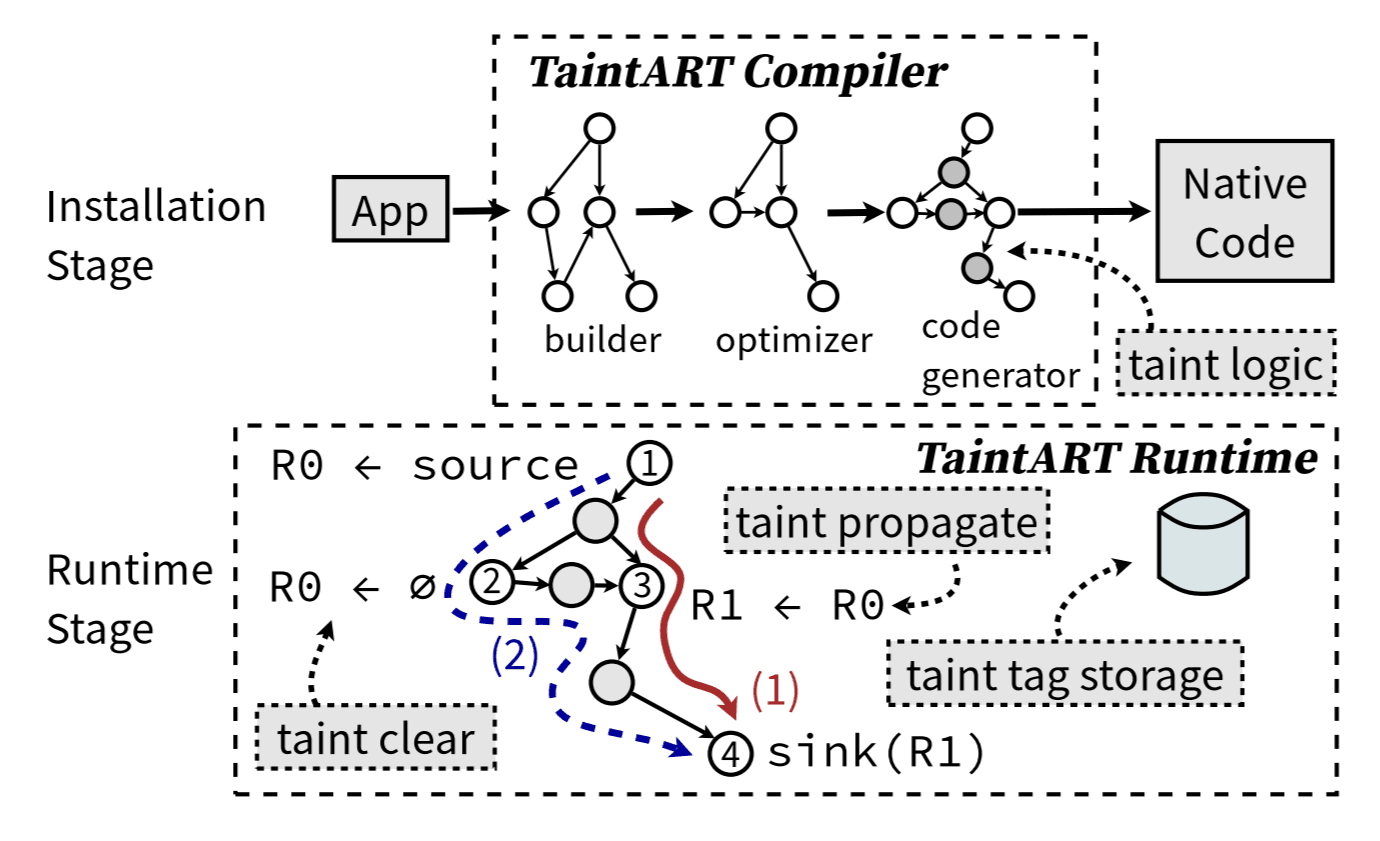 TaintART Compiler
Installation
Stage
App
Native
Code
builder
optimizer
code
generator
taint logic
TaintART Runtime
R0 ← source
1
taint propagate
Runtime
Stage
R0 ← ∅
2
3
R1 ← R0
(2)
(1)
taint tag storage
taint clear
4
sink(R1)